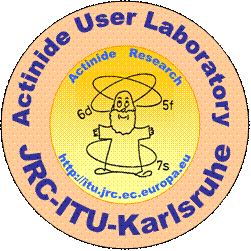 Actinide User Laboratory
Actinide Research
6d
5f
7s
http://itu.jrc.ec.europa.eu
JRC-ITU-Karlsruhe